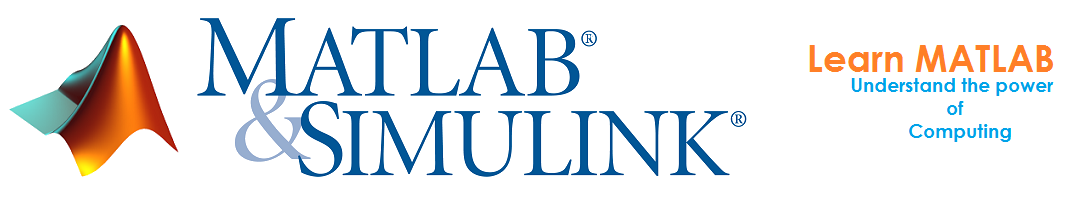 MATLAB®
&SIMULINK®
Learn MATLAB
Understand the power
of
Computing